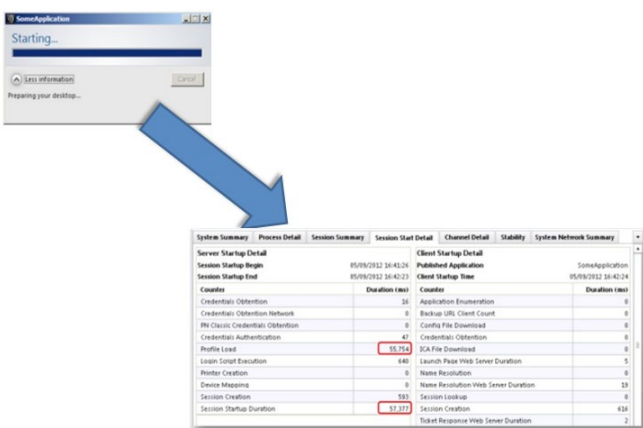 SomeApplication
Starting...
Less information
Cancel
Preparing your desktop...
System Summary Process Detail Session Summary Session Start Detail Channel Detail Stability System Network Summary
Server Startup Detail Client Startup Detail
Session Startup Begin 05/09/2012 16:41:26 Published Application SomeApplication
Session Startup End 05/09/2012 16:42:23 Client Startup Time 05/09/2012 16:42:24
Counter Duration (ms) Counter Duration (ms)
Credentials Obtention 16 Application Enumeration 0
Credentials Obtention Network 0 Backup URL Client Count 0
PN Classic Credentials Obtention 0 Config File Download 0
Credentials Authentication 47 Credentials Obtention 0
Profile Load 55,754 ICA File Download 0
Login Script Execution 640 Launch Page Web Server Duration 5
Printer Creation 0 Name Resolution 0
Device Mapping 0 Name Resolution Web Server Duration 19
Session Creation 593 Session Lookup 0
Session Startup Duration 57,377 Session Creation 616
Ticket Response Web Server Duration 2